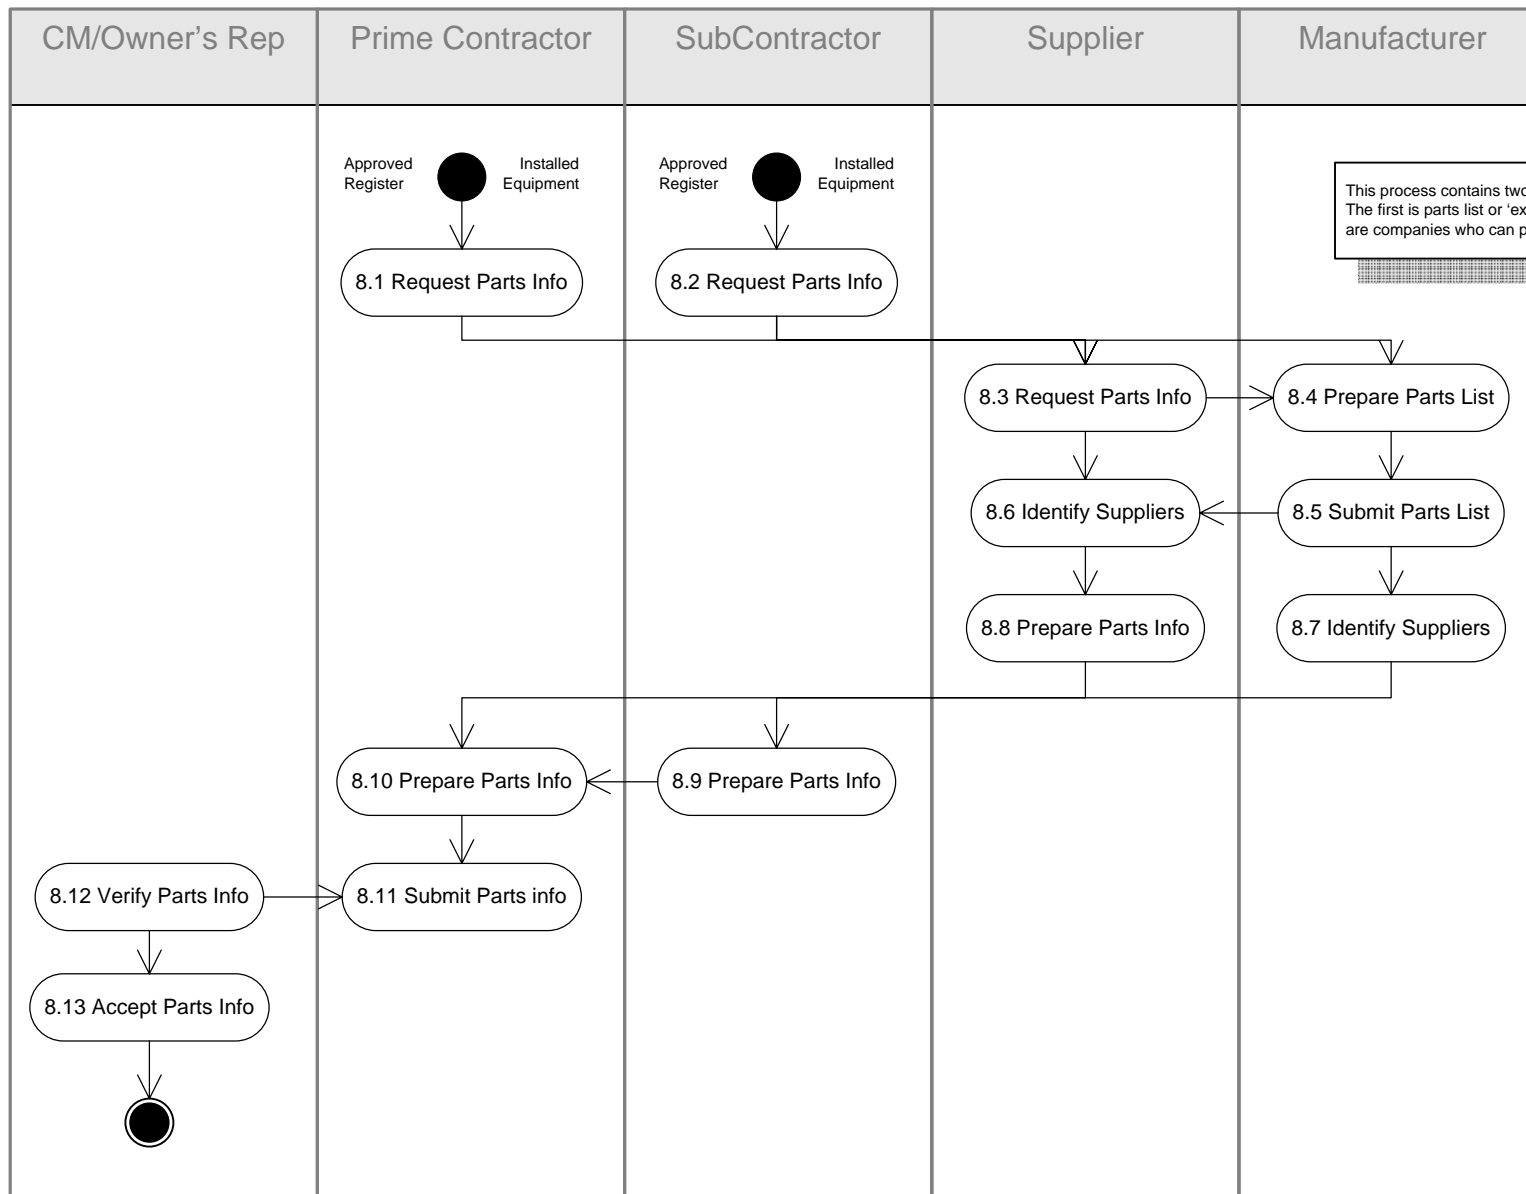 CM/Owner’s Rep
Prime Contractor
SubContractor
Supplier
Manufacturer
Approved
Register
Installed
Equipment
Approved
Register
Installed
Equipment
This process contains two
The first is parts list or ‘ex
are companies who can p
8.1 Request Parts Info
8.2 Request Parts Info
8.3 Request Parts Info
8.4 Prepare Parts List
8.6 Identify Suppliers
8.5 Submit Parts List
8.8 Prepare Parts Info
8.7 Identify Suppliers
8.10 Prepare Parts Info
8.9 Prepare Parts Info
8.12 Verify Parts Info
8.11 Submit Parts info
8.13 Accept Parts Info